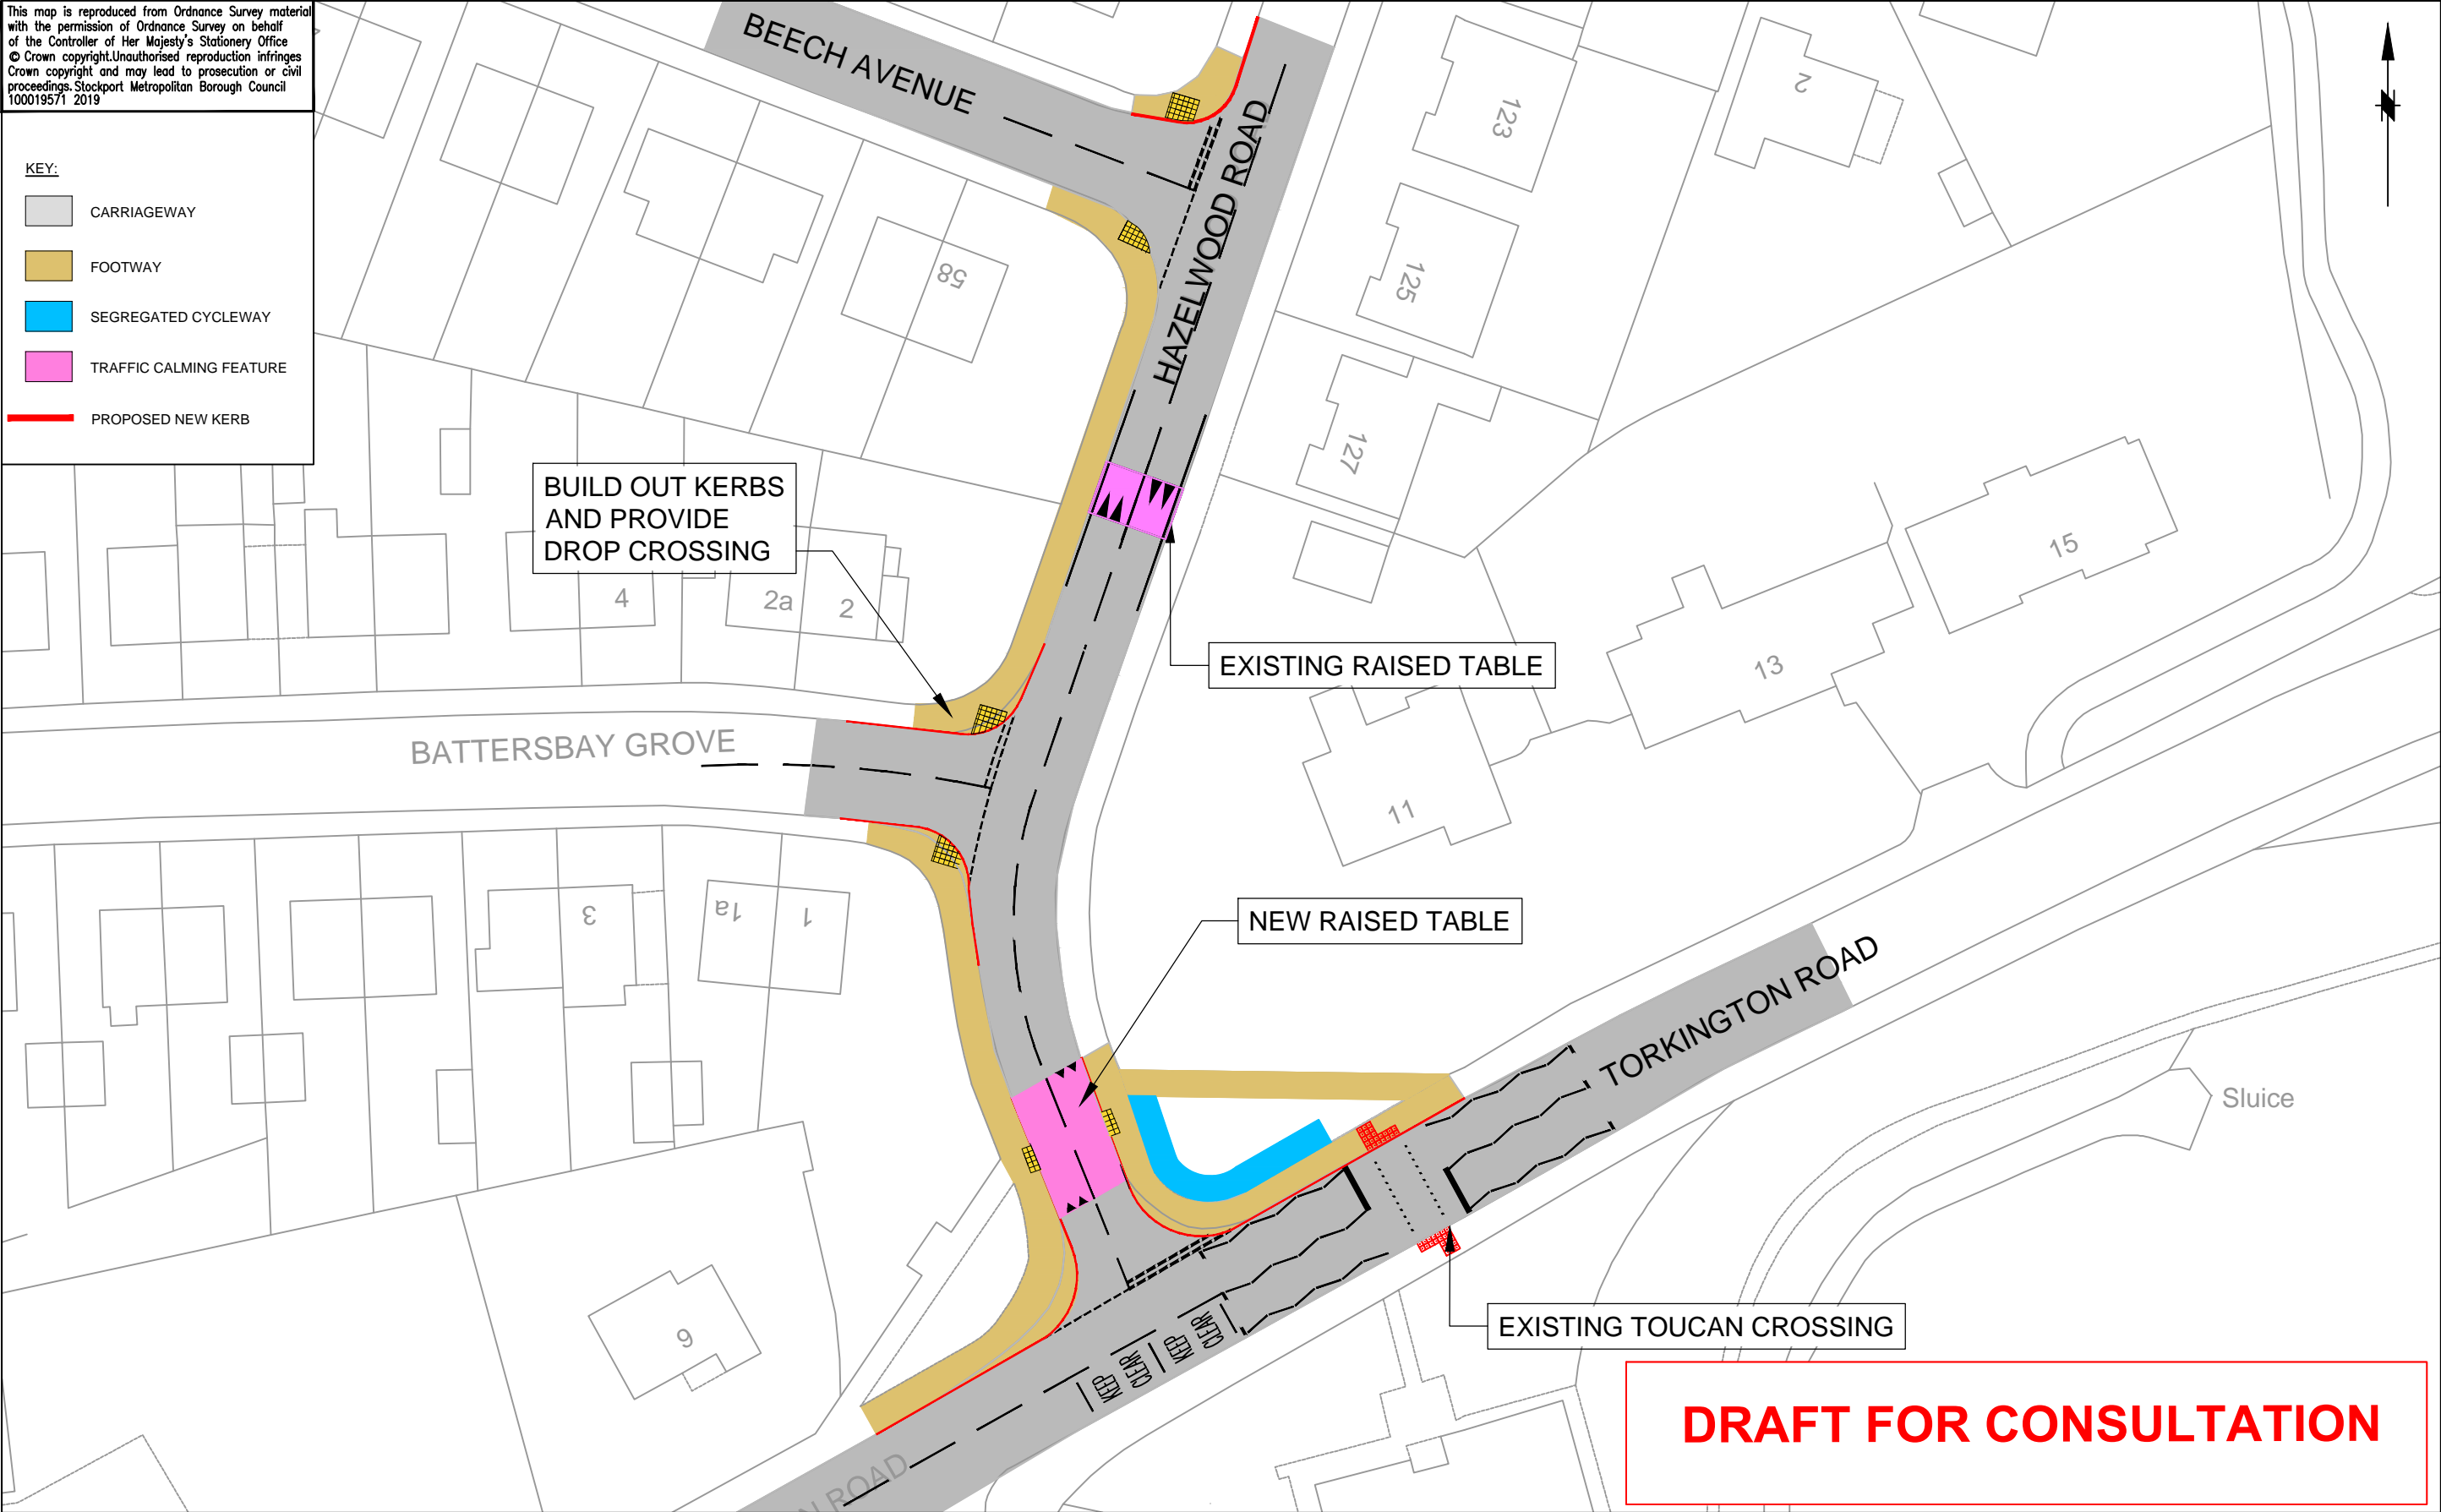 This map is reproduced from Ordnance Survey material
with the permission of Ordnance Survey on behalf
of the Controller of Her Majesty's Stationery Office
© Crown copyright.Unauthorised reproduction infringes
Crown copyright and may lead to prosecution or civil
proceedings. Stockport Metropolitan Borough Council
100019571 2019
KEY:
CARRIAGEWAY
FOOTWAY
SEGREGATED CYCLEWAY
TRAFFIC CALMING FEATURE
PROPOSED NEW KERB
BEECH AVENUE
HAZELWOOD ROAD
123
2
125
58
127
BUILD OUT KERBS
AND PROVIDE
DROP CROSSING
4
2a
2
15
EXISTING RAISED TABLE
13
BATTERSBAY GROVE
11
3
1a
1
NEW RAISED TABLE
TORKINGTON ROAD
Sluice
9
KEEP
CLEAR
KEEP
CLEAR
EXISTING TOUCAN CROSSING
DRAFT FOR CONSULTATION
N ROAD